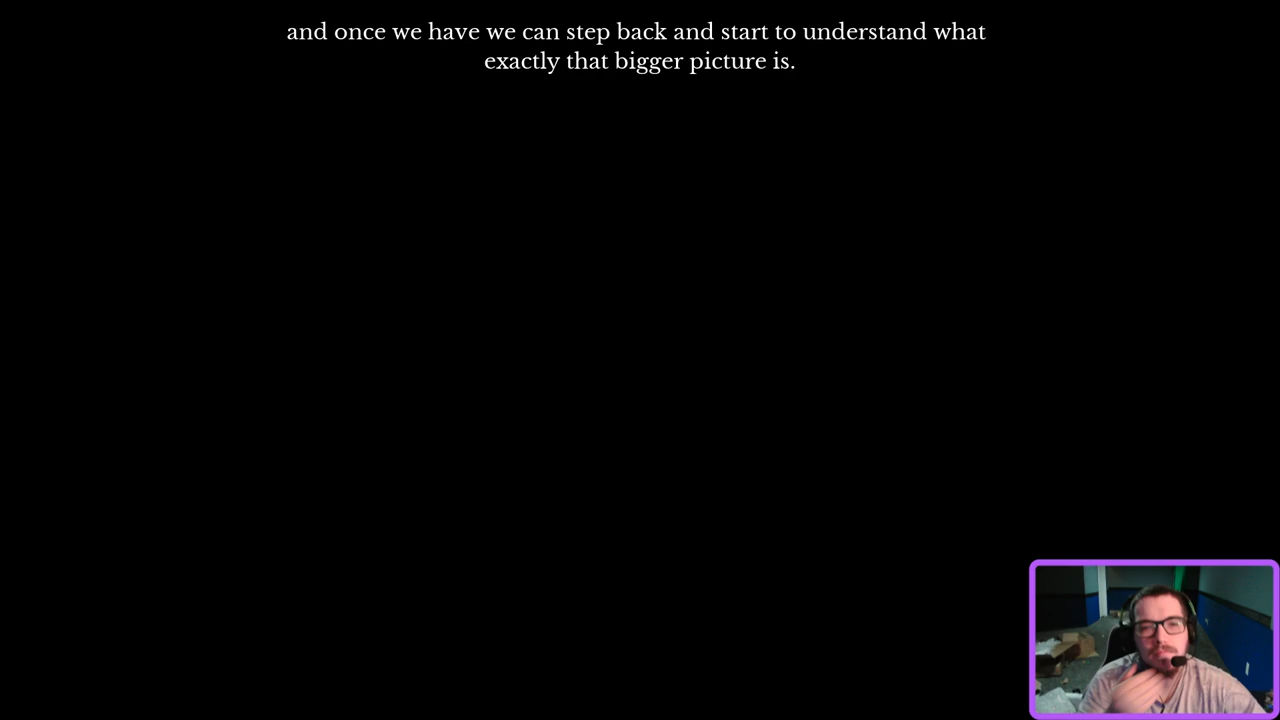 and once we have we can step back and start to understand what
exactly that bigger picture is.